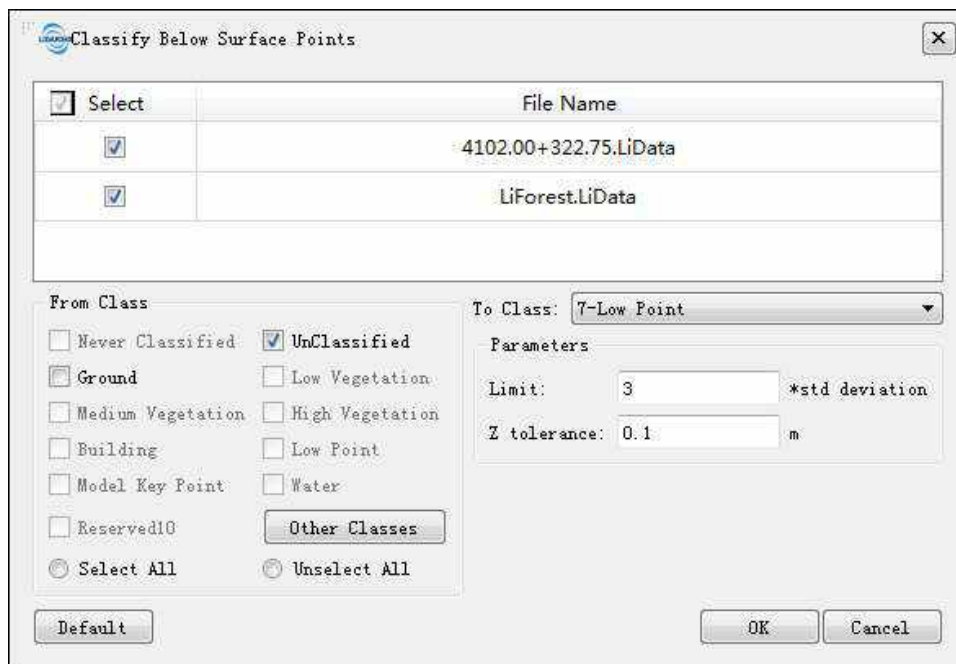 Classify Below Surface Points
Select File Name
4102.00+322.75.LiData
LiForest.LiData
From Class
Never Classified UnClassified
Ground Low Vegetation
Medium Vegetation High Vegetation
Building Low Point
Model Key Point Water
Reserved10 Other Classes
Select All Unselect All
To Class: 7-Low Point
Parameters
Limit: 3 *std deviation
Z tolerance: 0.1 m
Default OK Cancel